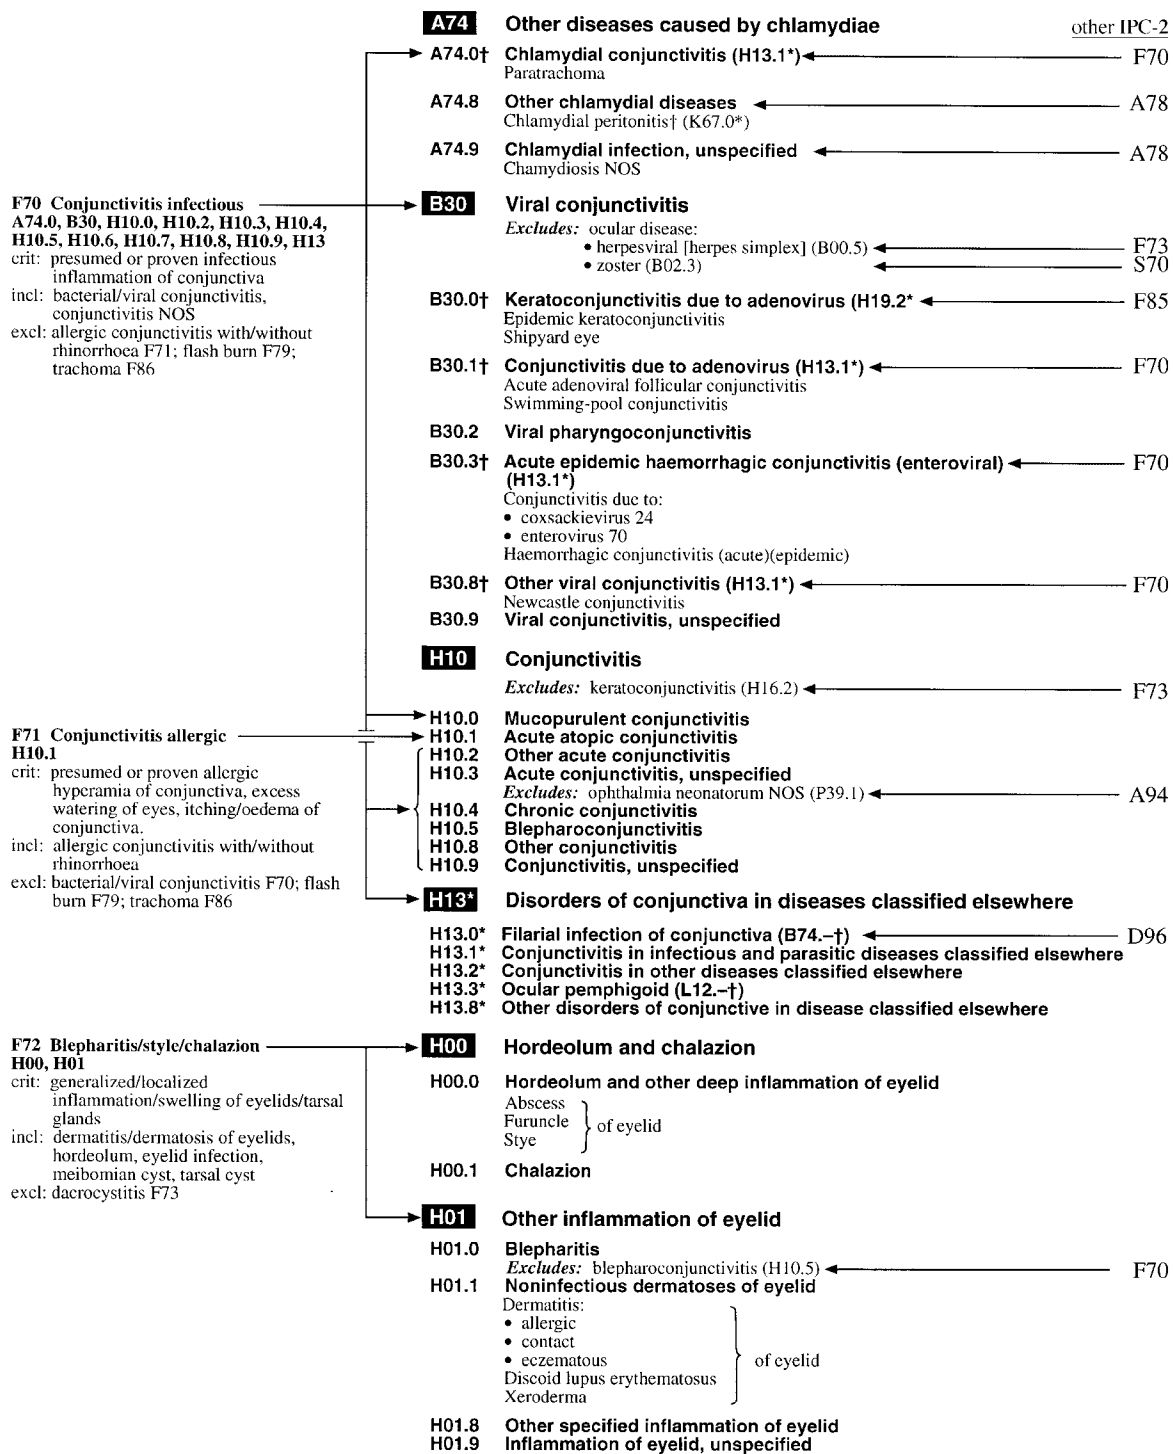 A74 Other diseases caused by chlamydiae other IPC-2
A74.0† Chlamydial conjunctivitis (H13.1*) F70
Paratrachoma
A74.8 Other chlamydial diseases A78
Chlamydial peritonitis† (K67.0*)
A74.9 Chlamydial infection, unspecified A78
Chamydiosis NOS
F70 Conjunctivitis infectious
A74.0, B30, H10.0, H10.2, H10.3, H10.4,
H10.5, H10.6, H10.7, H10.8, H10.9, H13
crit: presumed or proven infectious
inflammation of conjunctiva
incl: bacterial/viral conjunctivitis,
conjunctivitis NOS
excl: allergic conjunctivitis with/without
rhinorrhoea F71; flash burn F79;
trachoma F86
B30 Viral conjunctivitis
Excludes: ocular disease:
• herpesviral [herpes simplex] (B00.5) F73
• zoster (B02.3) S70
B30.0† Keratoconjunctivitis due to adenovirus (H19.2* F85
Epidemic keratoconjunctivitis
Shipyard eye
B30.1† Conjunctivitis due to adenovirus (H13.1*) F70
Acute adenoviral follicular conjunctivitis
Swimming-pool conjunctivitis
B30.2 Viral pharyngoconjunctivitis
B30.3† Acute epidemic haemorrhagic conjunctivitis (enteroviral) F70
(H13.1*)
Conjunctivitis due to:
• coxsackievirus 24
• enterovirus 70
Haemorrhagic conjunctivitis (acute)(epidemic)
B30.8† Other viral conjunctivitis (H13.1*) F70
Newcastle conjunctivitis
B30.9 Viral conjunctivitis, unspecified
H10 Conjunctivitis
Excludes: keratoconjunctivitis (H16.2) F73
H10.0 Mucopurulent conjunctivitis
F71 Conjunctivitis allergic
H10.1
crit: presumed or proven allergic
hyperamia of conjunctiva, excess
watering of eyes, itching/oedema of
conjunctiva.
incl: allergic conjunctivitis with/without
rhinorrhoea
excl: bacterial/viral conjunctivitis F70; flash
burn F79; trachoma F86
H10.1 Acute atopic conjunctivitis
H10.2 Other acute conjunctivitis
H10.3 Acute conjunctivitis, unspecified
Excludes: ophthalmia neonatorum NOS (P39.1) A94
H10.4 Chronic conjunctivitis
H10.5 Blepharoconjunctivitis
H10.8 Other conjunctivitis
H10.9 Conjunctivitis, unspecified
H13* Disorders of conjunctiva in diseases classified elsewhere
H13.0* Filarial infection of conjunctiva (B74.–†) D96
H13.1* Conjunctivitis in infectious and parasitic diseases classified elsewhere
H13.2* Conjunctivitis in other diseases classified elsewhere
H13.3* Ocular pemphigoid (L12.–†)
H13.8* Other disorders of conjunctive in disease classified elsewhere
F72 Blepharitis/style/chalazion
H00, H01
crit: generalized/localized
inflammation/swelling of eyelids/tarsal
glands
incl: dermatitis/dermatosis of eyelids,
hordeolum, eyelid infection,
meibomian cyst, tarsal cyst
excl: dacrocystitis F73
H00 Hordeolum and chalazion
H00.0 Hordeolum and other deep inflammation of eyelid
Abscess
Furuncle of eyelid
Stye
H00.1 Chalazion
H01 Other inflammation of eyelid
H01.0 Blepharitis
Excludes: blepharoconjunctivitis (H10.5) F70
H01.1 Noninfectious dermatoses of eyelid
Dermatitis:
• allergic
• contact
• eczematous of eyelid
Discoid lupus erythematosus
Xeroderma
H01.8 Other specified inflammation of eyelid
H01.9 Inflammation of eyelid, unspecified